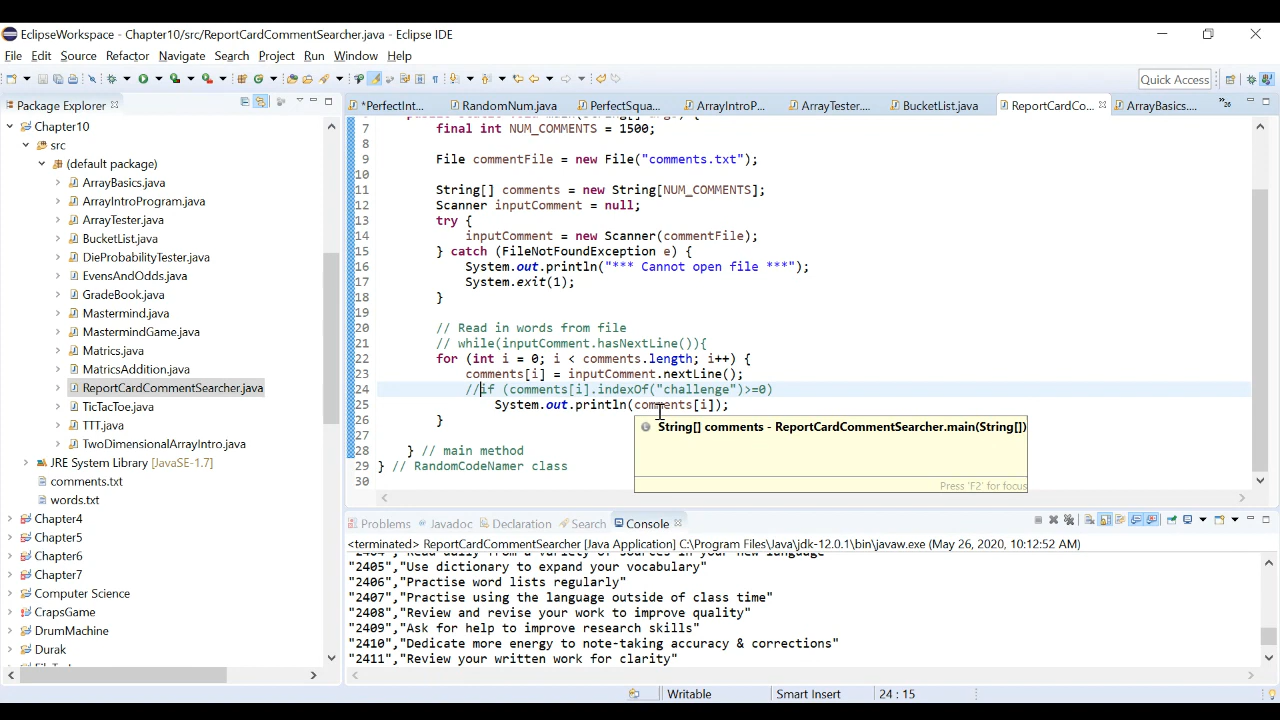 EclipseWorkspace - Chapter10/src/ReportCardCommentSearcher.java - Eclipse IDE
File Edit Source Refactor Navigate Search Project Run Window Help
Quick Access
Package Explorer
*PerfectInt... RandomNum.java PerfectSqua... ArrayIntroP... ArrayTester.... BucketList.java ReportCardCo... ArrayBasics.... »26
Chapter10
src
(default package)
ArrayBasics.java
ArrayIntroProgram.java
ArrayTester.java
BucketList.java
DieProbabilityTester.java
EvensAndOdds.java
GradeBook.java
Mastermind.java
MastermindGame.java
Matrics.java
MatricsAddition.java
ReportCardCommentSearcher.java
TicTacToe.java
TTT.java
TwoDimensionalArrayIntro.java
JRE System Library [JavaSE-1.7]
comments.txt
words.txt
Chapter4
Chapter5
Chapter6
Chapter7
Computer Science
CrapsGame
DrumMachine
Durak
7 final int NUM_COMMENTS = 1500;
8
9 File commentFile = new File("comments.txt");
10
11 String[] comments = new String[NUM_COMMENTS];
12 Scanner inputComment = null;
13 try {
14 inputComment = new Scanner(commentFile);
15 } catch (FileNotFoundException e) {
16 System.out.println("*** Cannot open file ***");
17 System.exit(1);
18 }
19
20 // Read in words from file
21 // while(inputComment.hasNextLine()){
22 for (int i = 0; i < comments.length; i++) {
23 comments[i] = inputComment.nextLine();
24 //if (comments[i].indexOf("challenge")>=0)
25 System.out.println(comments[i]);
26 }
27
28 } // main method
29 } // RandomCodeNamer class
30
String[] comments - ReportCardCommentSearcher.main(String[])
Press 'F2' for focus
Problems Javadoc Declaration Search Console
<terminated> ReportCardCommentSearcher [Java Application] C:\Program Files\Java\jdk-12.0.1\bin\javaw.exe (May 26, 2020, 10:12:52 AM)
"2404","Read daily from a variety of sources in your new language"
"2405","Use dictionary to expand your vocabulary"
"2406","Practise word lists regularly"
"2407","Practise using the language outside of class time"
"2408","Review and revise your work to improve quality"
"2409","Ask for help to improve research skills"
"2410","Dedicate more energy to note-taking accuracy & corrections"
"2411","Review your written work for clarity"
Writable Smart Insert 24 : 15